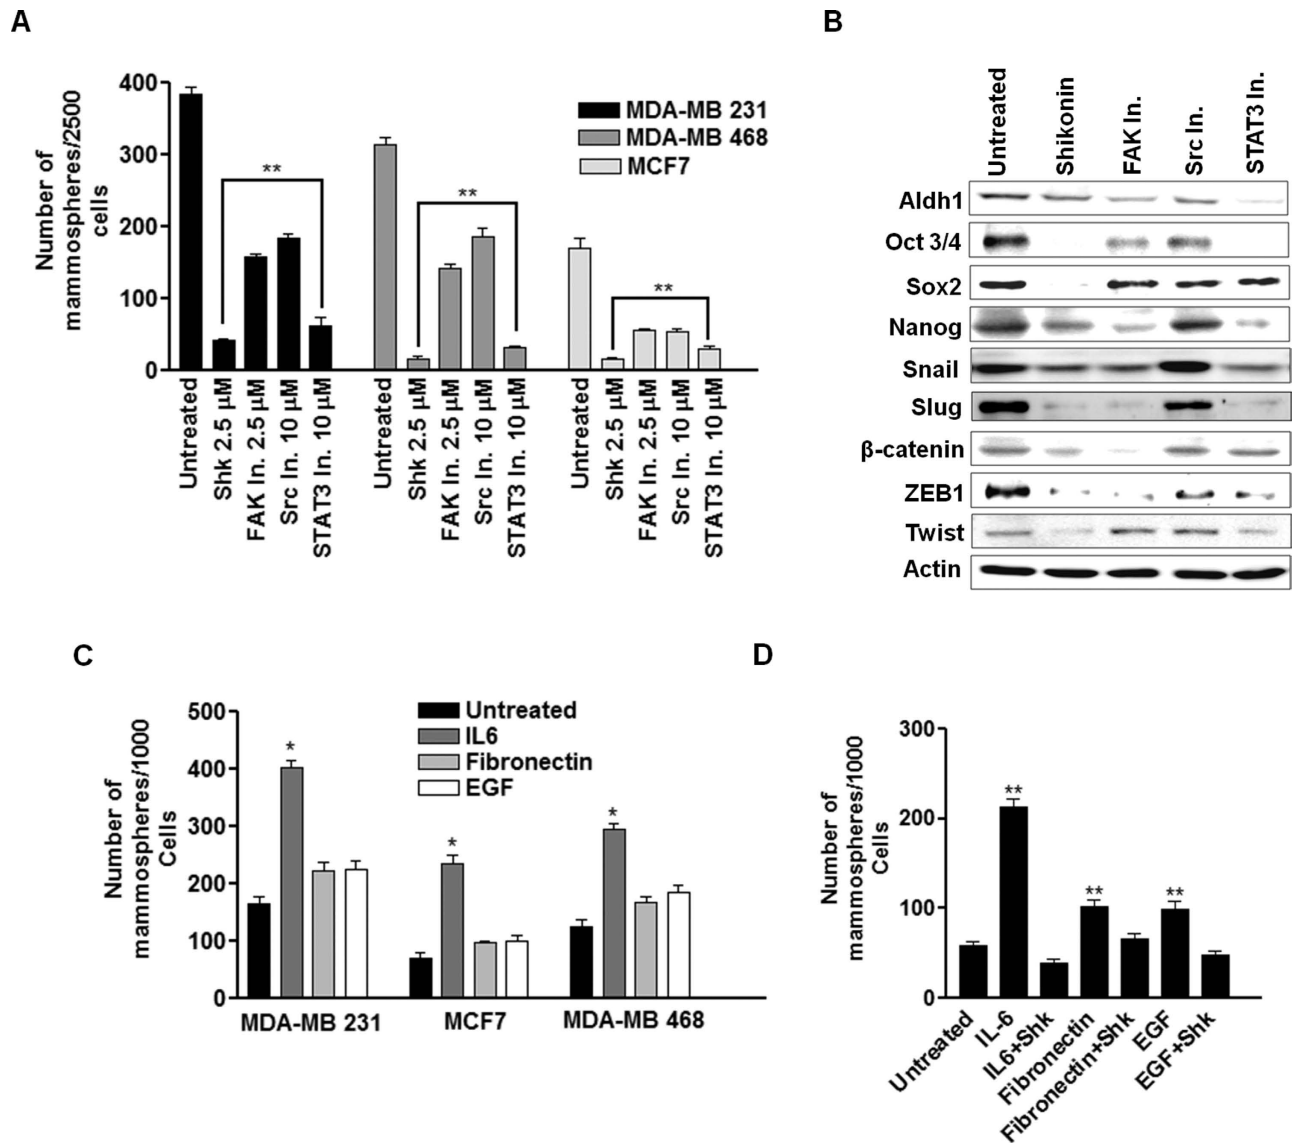 A
Number of
mammospheres/2500
cells
400
300
200
100
0
**
**
**
MDA-MB 231
MDA-MB 468
MCF7
Untreated
Shk 2.5 µM
FAK In. 2.5 µM
Src In. 10 µM
STAT3 In. 10 µM
Untreated
Shk 2.5 µM
FAK In. 2.5 µM
Src In. 10 µM
STAT3 In. 10 µM
Untreated
Shk 2.5 µM
FAK In. 2.5 µM
Src In. 10 µM
STAT3 In. 10 µM
B
Untreated
Shikonin
FAK In.
Src In.
STAT3 In.
Aldh1
Oct 3/4
Sox2
Nanog
Snail
Slug
β-catenin
ZEB1
Twist
Actin
C
Number of
mammospheres/1000
Cells
500
400
300
200
100
0
*
*
*
Untreated
IL6
Fibronectin
EGF
MDA-MB 231
MCF7
MDA-MB 468
D
Number of
mammospheres/1000
Cells
300
200
100
0
**
**
**
Untreated
IL-6
IL6+Shk
Fibronectin
Fibronectin+Shk
EGF
EGF+Shk